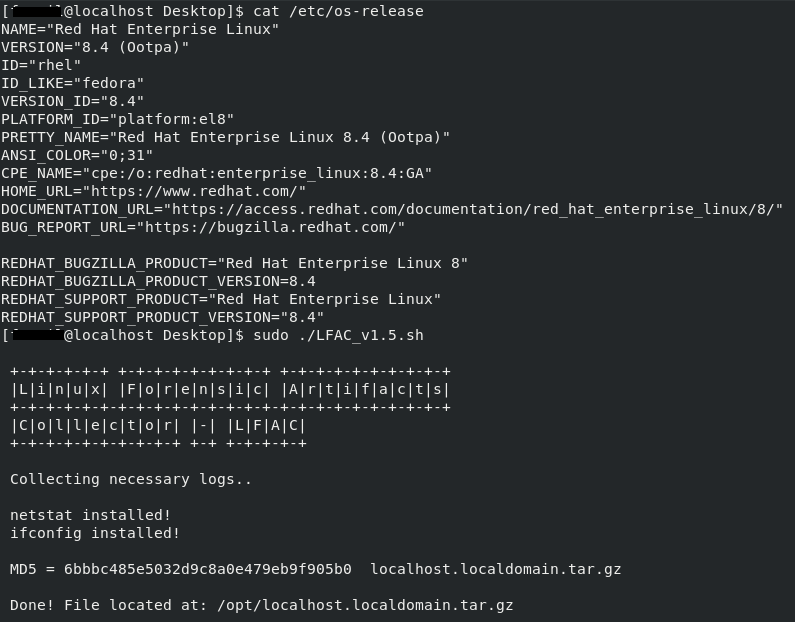 [@localhost Desktop]$ cat /etc/os-release
NAME="Red Hat Enterprise Linux"
VERSION="8.4 (Ootpa)"
ID="rhel"
ID_LIKE="fedora"
VERSION_ID="8.4"
PLATFORM_ID="platform:el8"
PRETTY_NAME="Red Hat Enterprise Linux 8.4 (Ootpa)"
ANSI_COLOR="0;31"
CPE_NAME="cpe:/o:redhat:enterprise_linux:8.4:GA"
HOME_URL="https://www.redhat.com/"
DOCUMENTATION_URL="https://access.redhat.com/documentation/red_hat_enterprise_linux/8/"
BUG_REPORT_URL="https://bugzilla.redhat.com/"

REDHAT_BUGZILLA_PRODUCT="Red Hat Enterprise Linux 8"
REDHAT_BUGZILLA_PRODUCT_VERSION=8.4
REDHAT_SUPPORT_PRODUCT="Red Hat Enterprise Linux"
REDHAT_SUPPORT_PRODUCT_VERSION="8.4"
[@localhost Desktop]$ sudo ./LFAC_v1.5.sh

+-+-+-+-+-+ +-+-+-+-+-+-+-+-+ +-+-+-+-+-+-+-+-+-+
|L|i|n|u|x| |F|o|r|e|n|s|i|c| |A|r|t|i|f|a|c|t|s|
+-+-+-+-+-+-+-+-+-+-+-+-+-+-+-+-+-+-+-+-+-+-+-+-+
|C|o|l|l|e|c|t|o|r| |-| |L|F|A|C|
+-+-+-+-+-+-+-+-+-+ +-+ +-+-+-+-+

Collecting necessary logs..

netstat installed!
ifconfig installed!

MD5 = 6bbbc485e5032d9c8a0e479eb9f905b0  localhost.localdomain.tar.gz

Done! File located at: /opt/localhost.localdomain.tar.gz